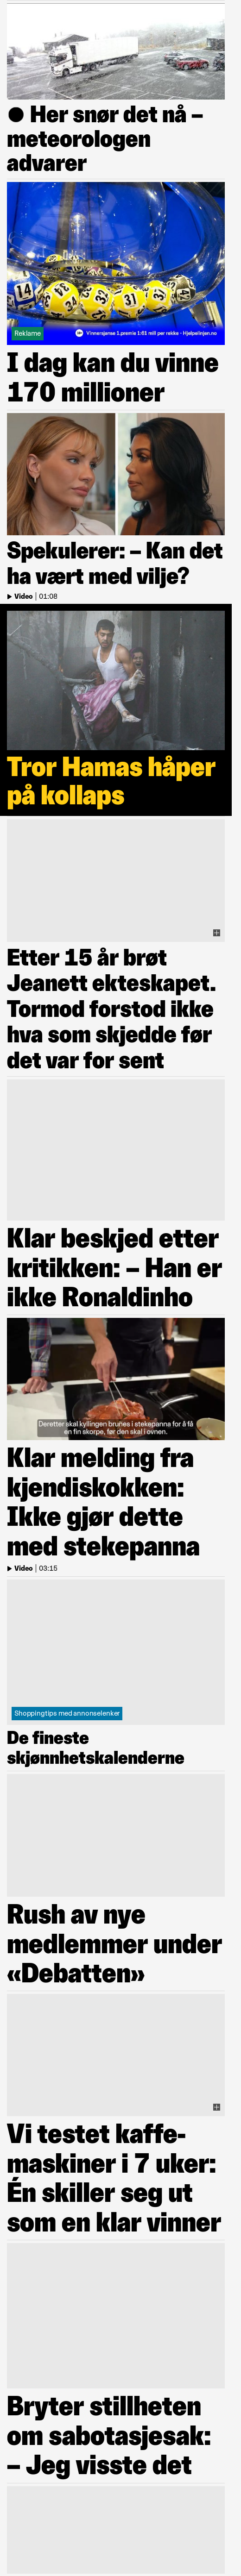 ● Her snør det nå –
meteorologen
advarer
14
32
31
42
Reklame
Vinnersjanse 1.premie 1:61 mill per rekke - Hjelpelinjen.no
I dag kan du vinne
170 millioner
Spekulerer: – Kan det
ha vært med vilje?
Video | 01:08
Tror Hamas håper
på kollaps
Etter 15 år brøt
Jeanett ekteskapet.
Tormod forstod ikke
hva som skjedde før
det var for sent
Klar beskjed etter
kritikken: – Han er
ikke Ronaldinho
Deretter skal kyllingen brunes i stekepanna for å få
en fin skorpe, før den skal i ovnen.
Klar melding fra
kjendiskokken:
Ikke gjør dette
med stekepanna
Video | 03:15
Shoppingtips med annonselenker
De fineste
skjønnhetskalenderne
Rush av nye
medlemmer under
«Debatten»
Vi testet kaffe-
maskiner i 7 uker:
Én skiller seg ut
som en klar vinner
Bryter stillheten
om sabotasjesak:
– Jeg visste det